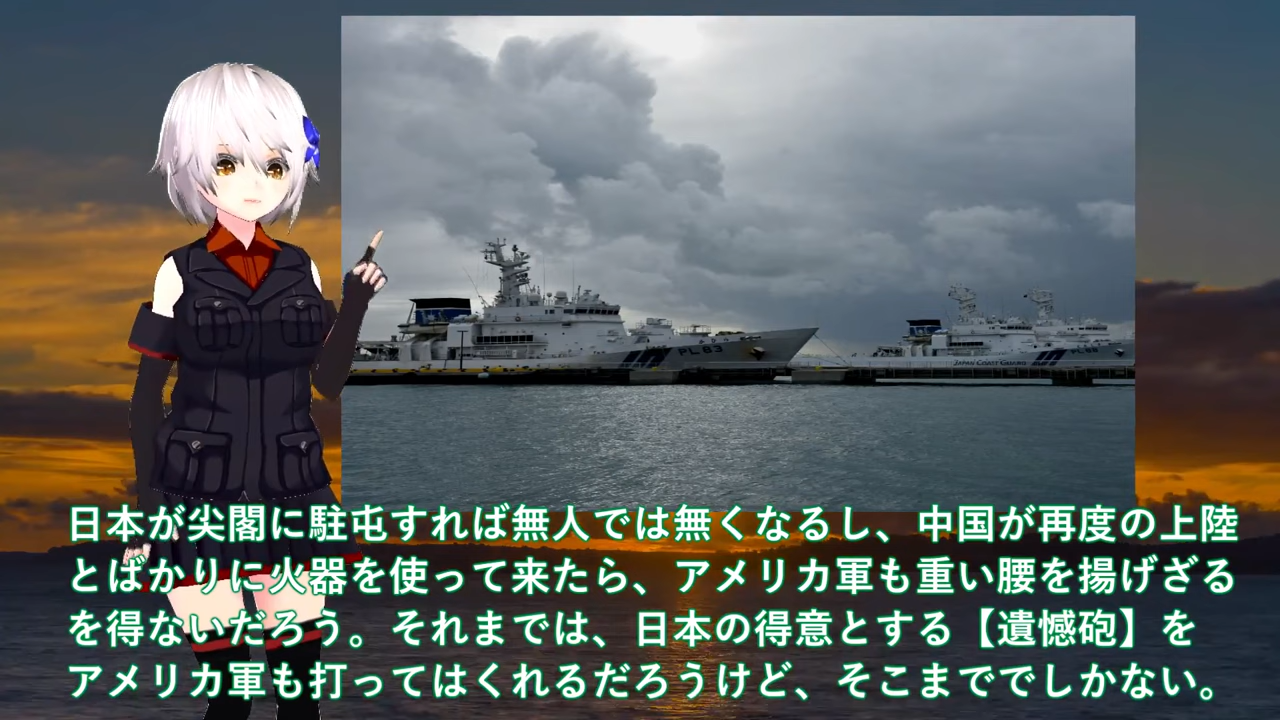 PL 83
JAPAN COAST GUARD
日本が尖閣に駐屯すれば無人では無くなるし、中国が再度の上陸
とばかりに火器を使って来たら、アメリカ軍も重い腰を揚げざる
を得ないだろう。それまでは、日本の得意とする【遺憾砲】を
アメリカ軍も打ってはくれるだろうけど、そこまででしかない。